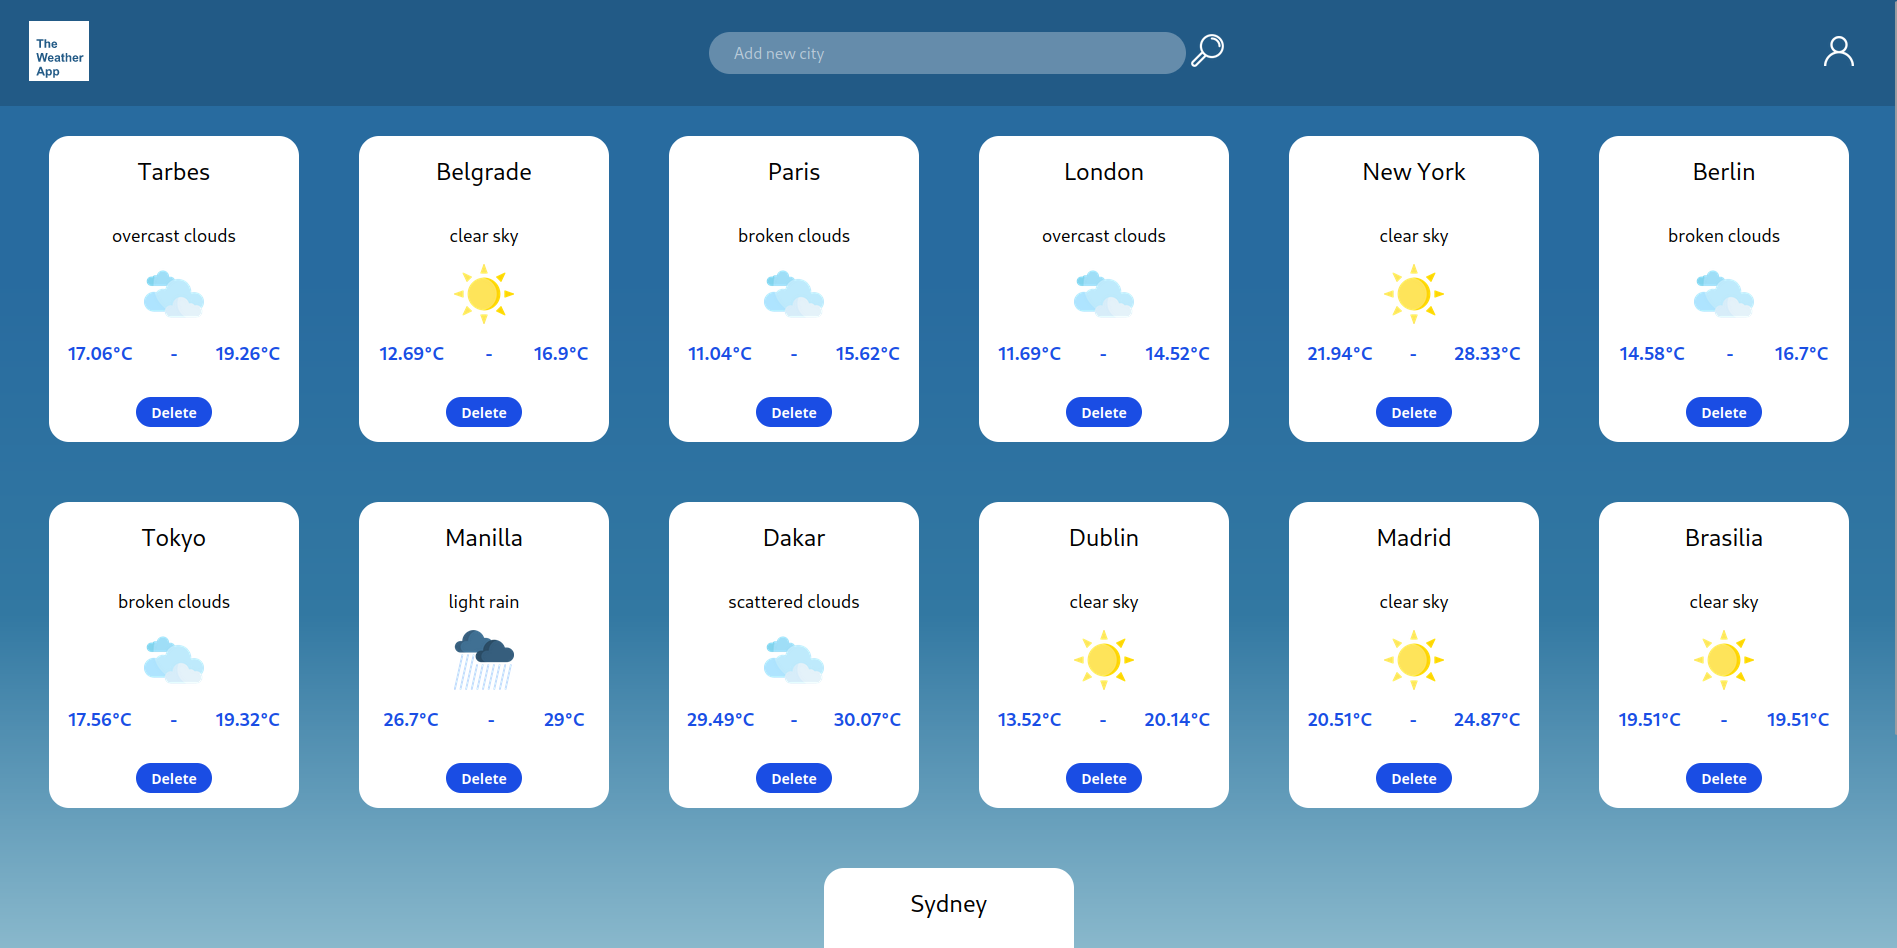 The
Weather
App
Add new city
Tarbes
overcast clouds
17.06°C - 19.26°C
Delete
Belgrade
clear sky
12.69°C - 16.9°C
Delete
Paris
broken clouds
11.04°C - 15.62°C
Delete
London
overcast clouds
11.69°C - 14.52°C
Delete
New York
clear sky
21.94°C - 28.33°C
Delete
Berlin
broken clouds
14.58°C - 16.7°C
Delete
Tokyo
broken clouds
17.56°C - 19.32°C
Delete
Manilla
light rain
26.7°C - 29°C
Delete
Dakar
scattered clouds
29.49°C - 30.07°C
Delete
Dublin
clear sky
13.52°C - 20.14°C
Delete
Madrid
clear sky
20.51°C - 24.87°C
Delete
Brasilia
clear sky
19.51°C - 19.51°C
Delete
Sydney